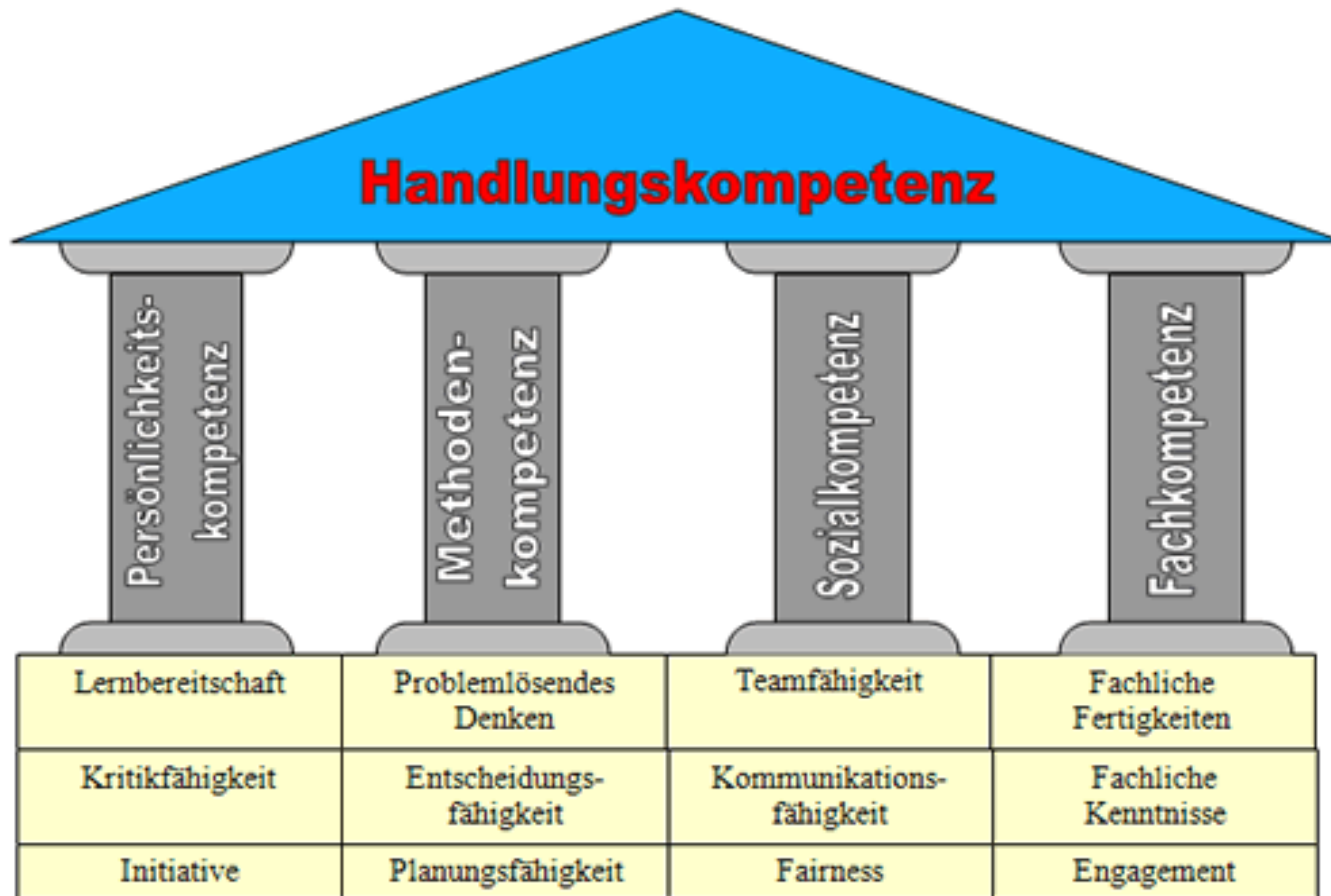 Handlungskompetenz
Persönlichkeits-
kompetenz
Methoden-
kompetenz
Sozialkompetenz
Fachkompetenz
Lernbereitschaft
Problemlösendes
Denken
Teamfähigkeit
Fachliche
Fertigkeiten
Kritikfähigkeit
Entscheidungs-
fähigkeit
Kommunikations-
fähigkeit
Fachliche
Kenntnisse
Initiative
Planungsfähigkeit
Fairness
Engagement